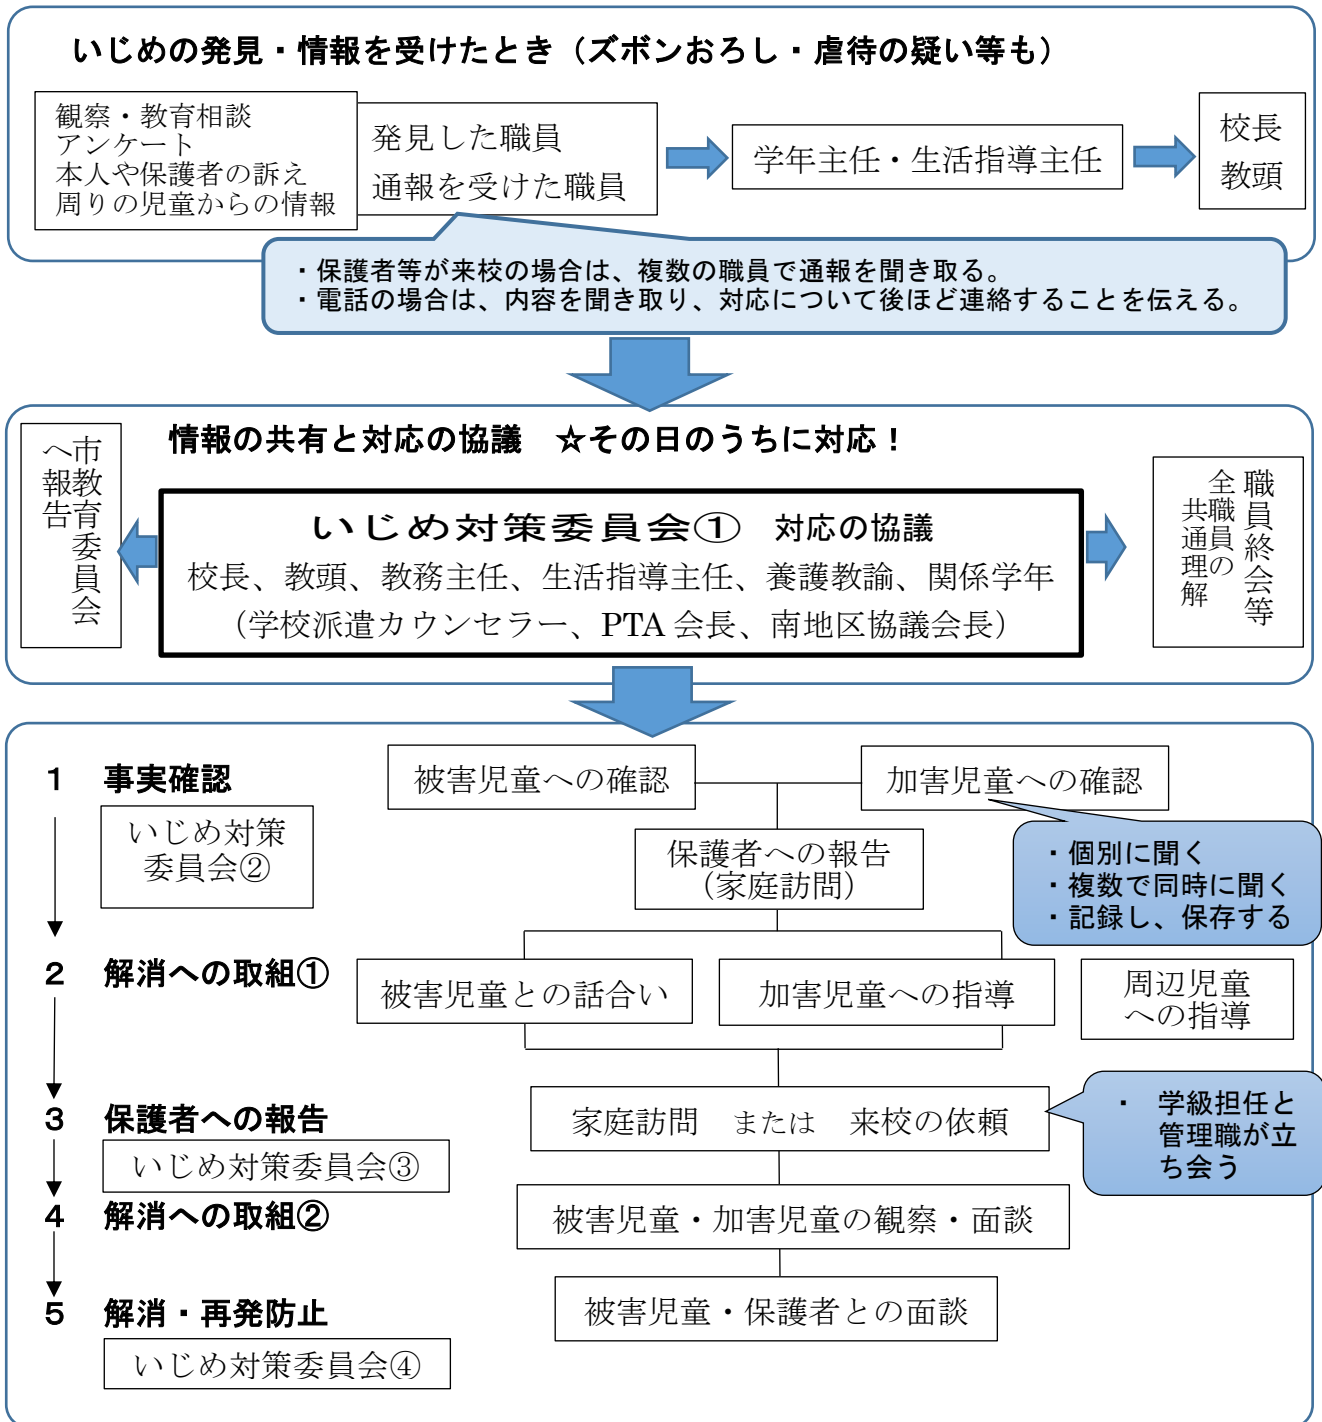 いじめの発見・情報を受けたとき（ズボンおろし・虐待の疑い等も）
観察・教育相談
アンケート
本人や保護者の訴え
周りの児童からの情報
発見した職員
通報を受けた職員
学年主任・生活指導主任
校長
教頭
・保護者等が来校の場合は、複数の職員で通報を聞き取る。
・電話の場合は、内容を聞き取り、対応について後ほど連絡することを伝える。
情報の共有と対応の協議　☆その日のうちに対応！
市教育委員会
へ報告
いじめ対策委員会①　対応の協議
校長、教頭、教務主任、生活指導主任、養護教諭、関係学年
（学校派遣カウンセラー、PTA 会長、南地区協議会長）
職員終会等
全職員の
共通理解
1　事実確認
いじめ対策
委員会②
被害児童への確認
加害児童への確認
保護者への報告
（家庭訪問）
・個別に聞く
・複数で同時に聞く
・記録し、保存する
2　解消への取組①
被害児童との話合い
加害児童への指導
周辺児童
への指導
3　保護者への報告
いじめ対策委員会③
家庭訪問　または　来校の依頼
・　学級担任と
管理職が立
ち会う
4　解消への取組②
被害児童・加害児童の観察・面談
5　解消・再発防止
いじめ対策委員会④
被害児童・保護者との面談